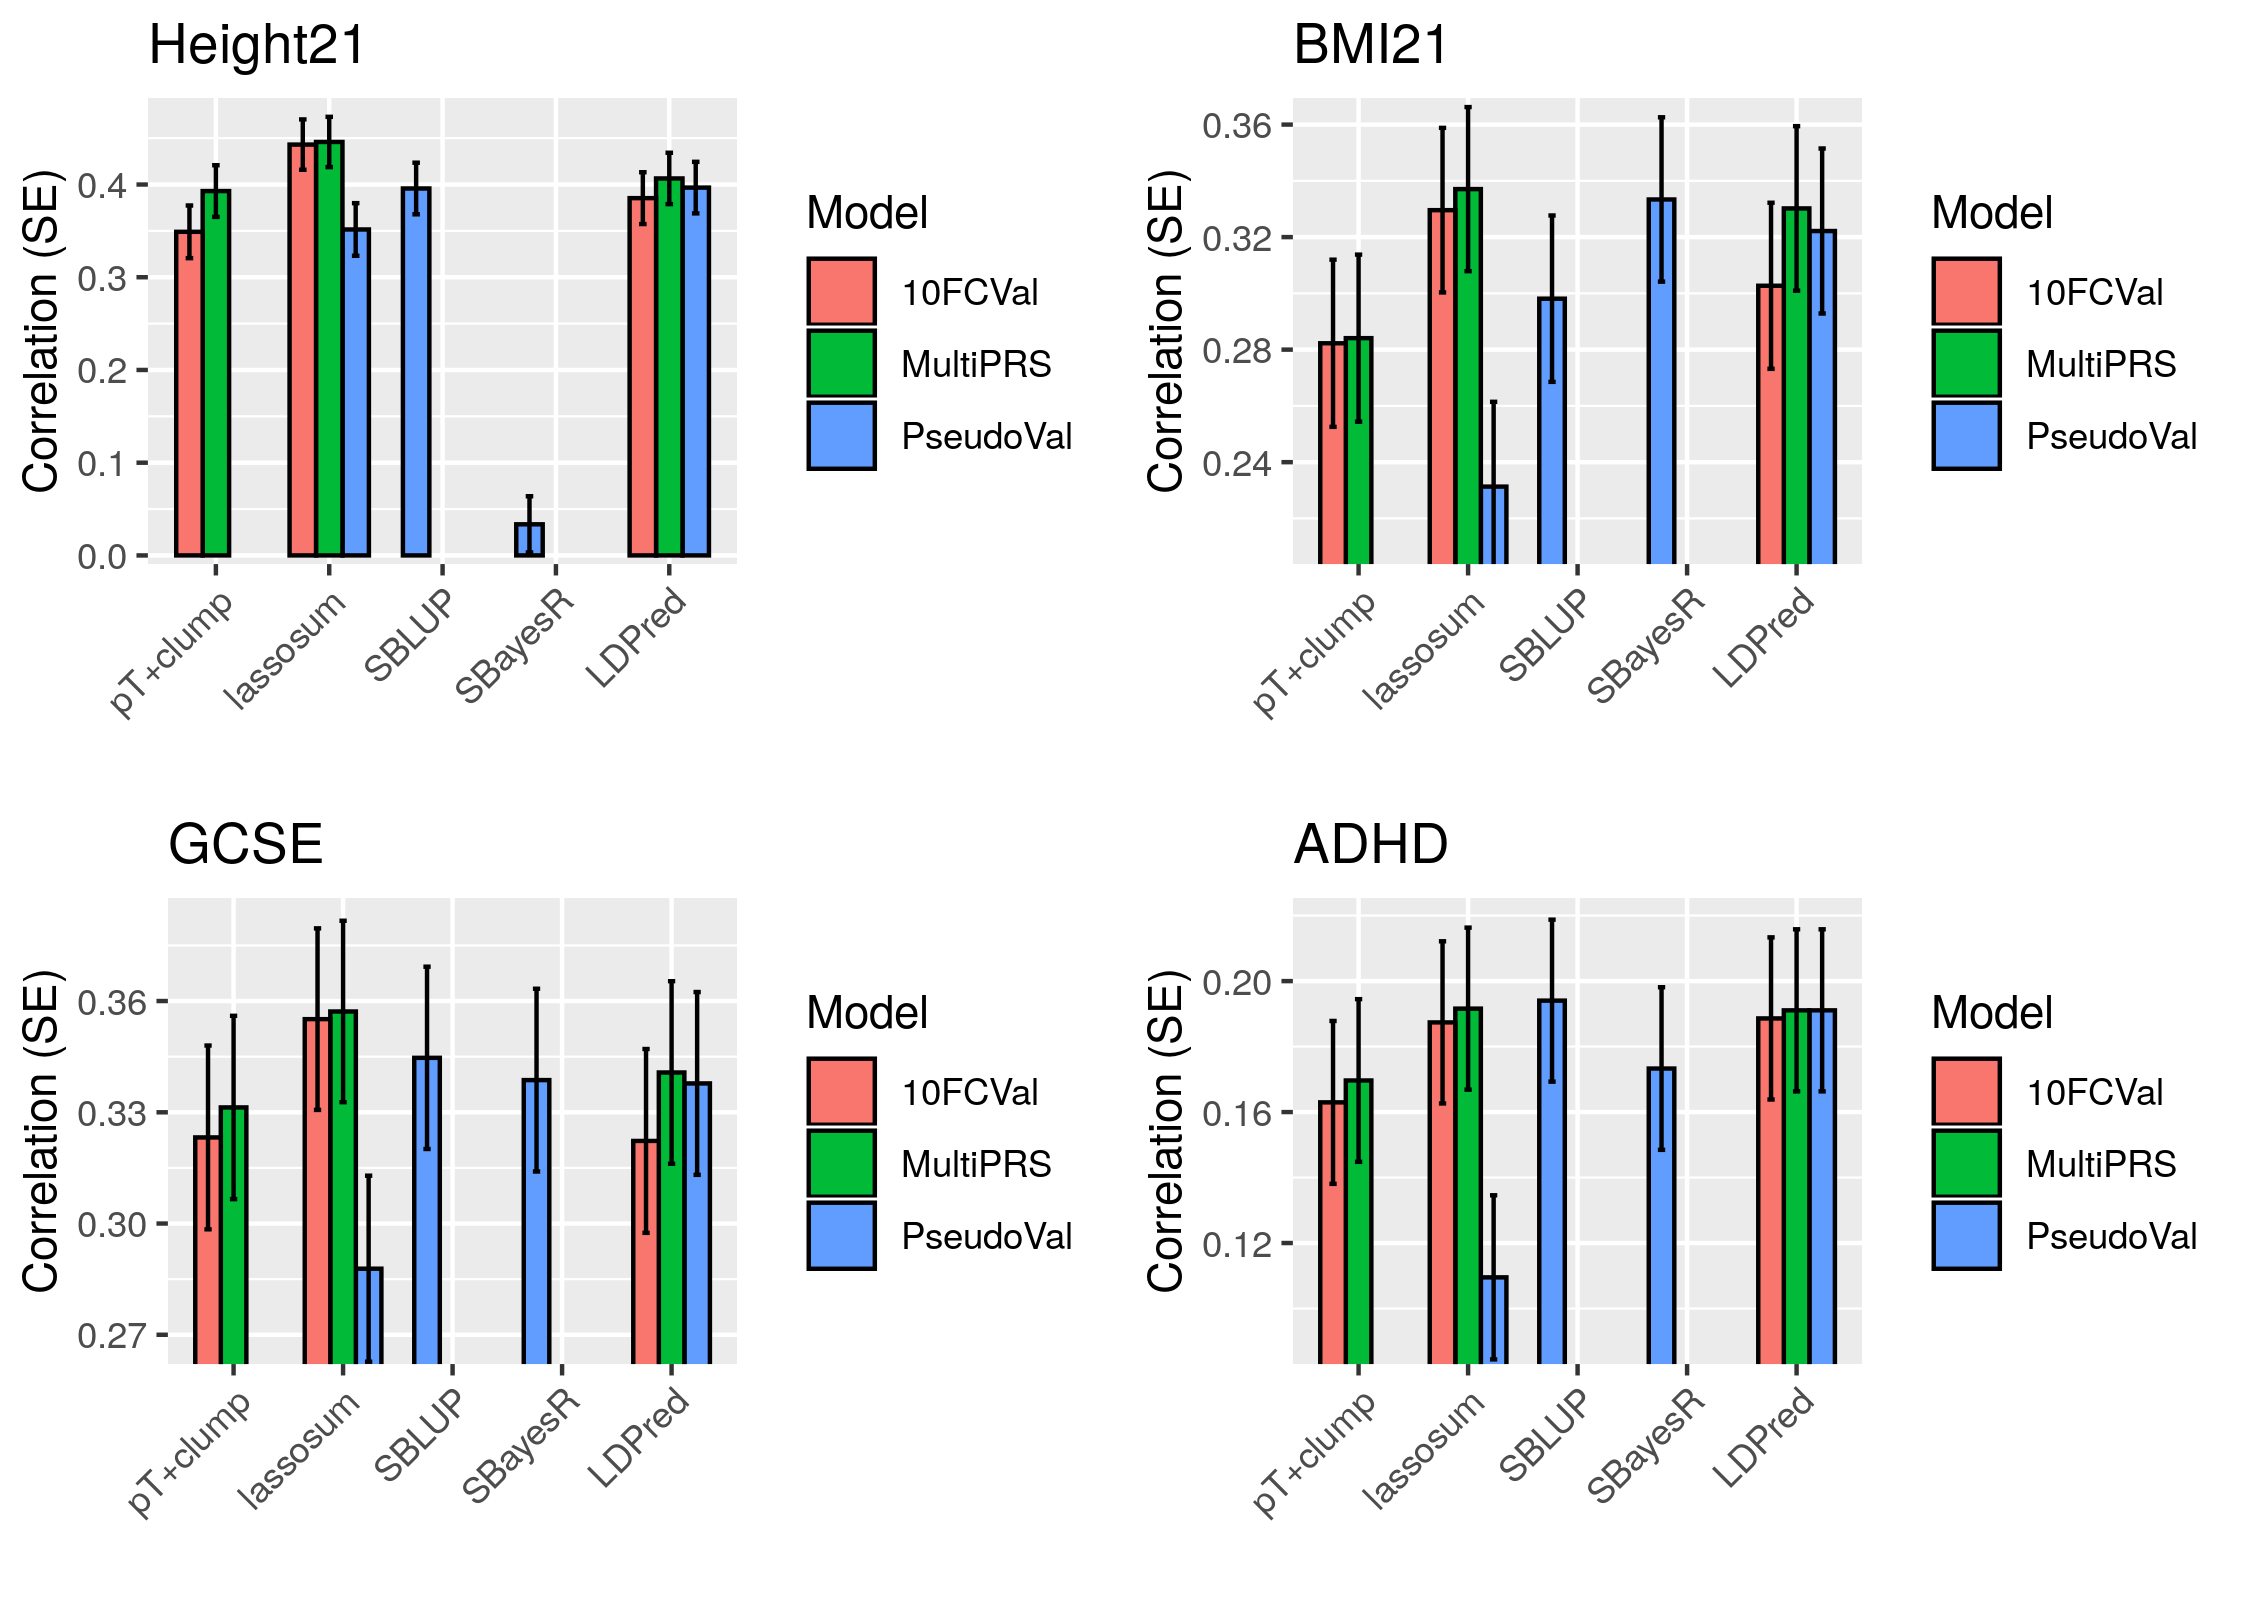 Height21
Correlation (SE)
0.4
0.3
0.2
0.1
0.0
pT+clump
lassosum
SBLUP
SBayesR
LDPred
Model
10FCVal
MultiPRS
PseudoVal
BMI21
Correlation (SE)
0.36
0.32
0.28
0.24
pT+clump
lassosum
SBLUP
SBayesR
LDPred
Model
10FCVal
MultiPRS
PseudoVal
GCSE
Correlation (SE)
0.36
0.33
0.30
0.27
pT+clump
lassosum
SBLUP
SBayesR
LDPred
Model
10FCVal
MultiPRS
PseudoVal
ADHD
Correlation (SE)
0.20
0.16
0.12
pT+clump
lassosum
SBLUP
SBayesR
LDPred
Model
10FCVal
MultiPRS
PseudoVal